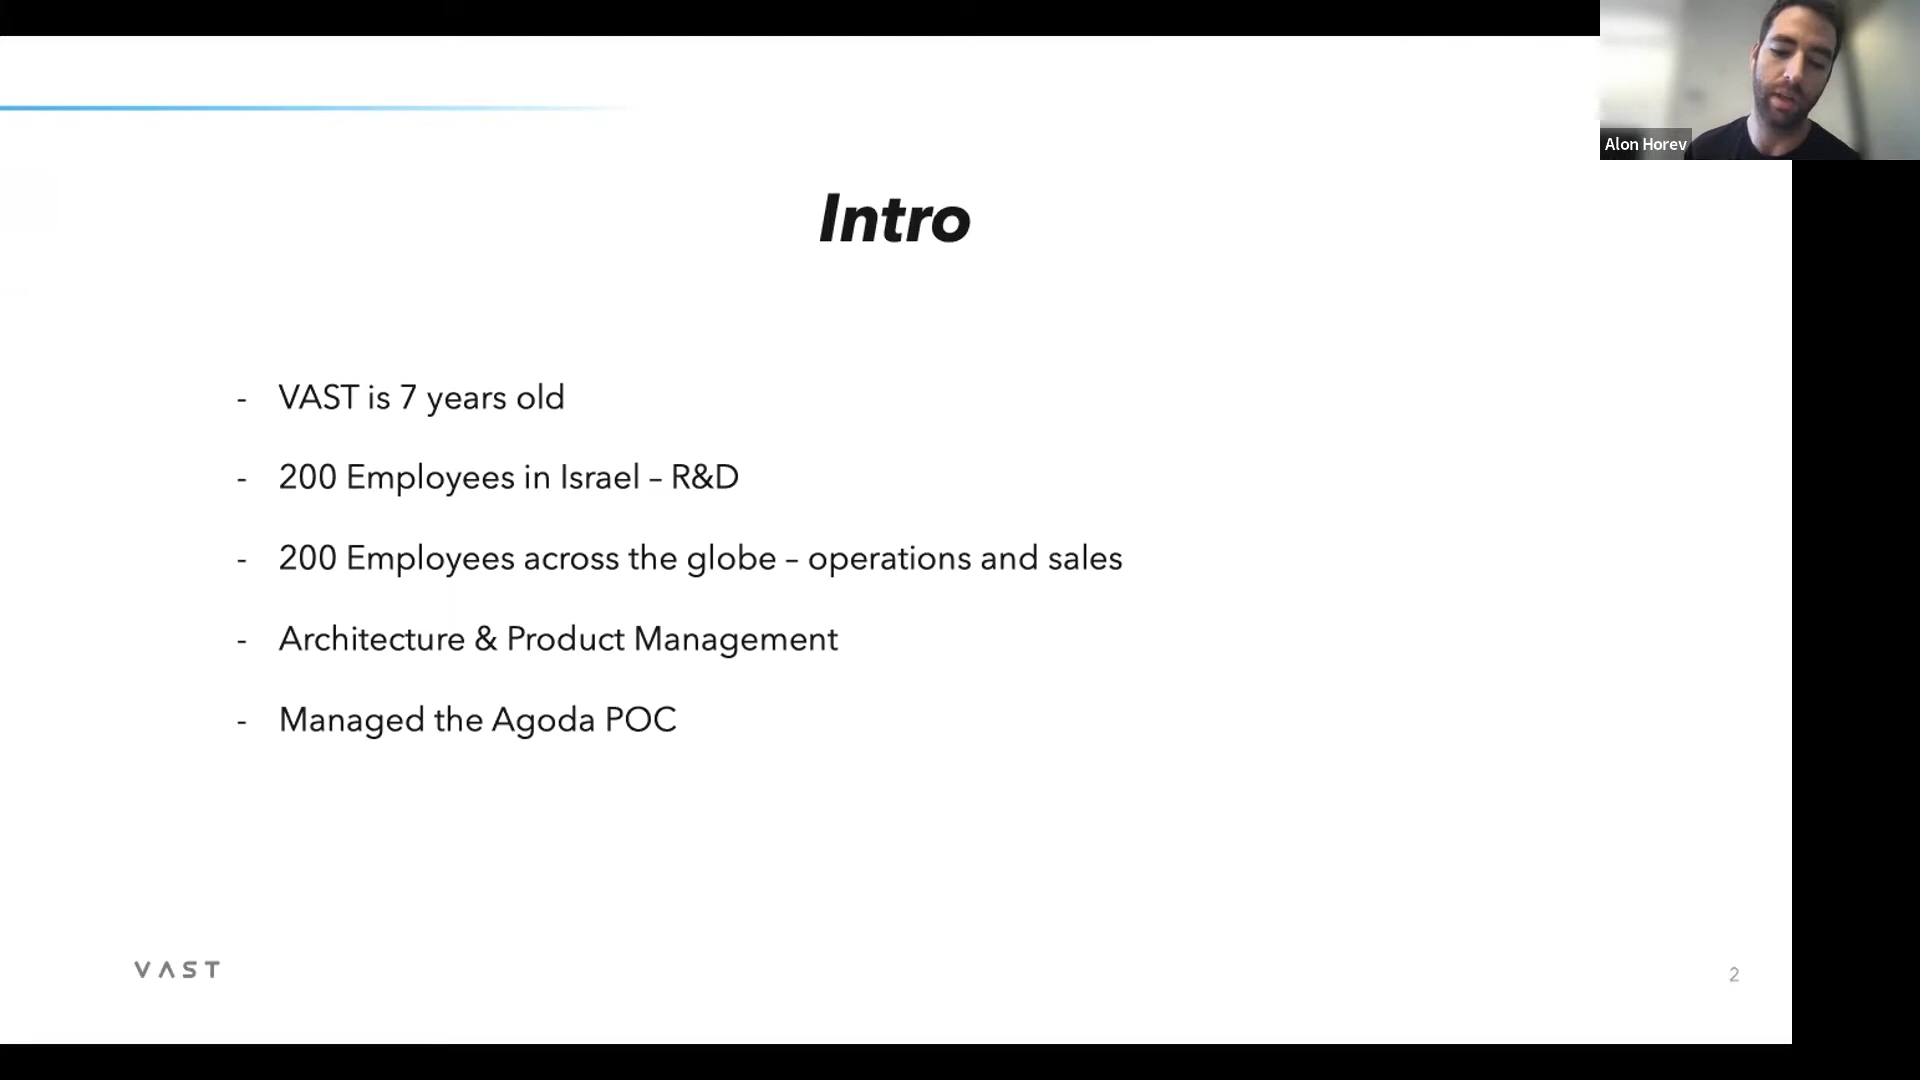 Alon Horev
Intro
- VAST is 7 years old
- 200 Employees in Israel – R&D
- 200 Employees across the globe – operations and sales
- Architecture & Product Management
- Managed the Agoda POC
VAST
2